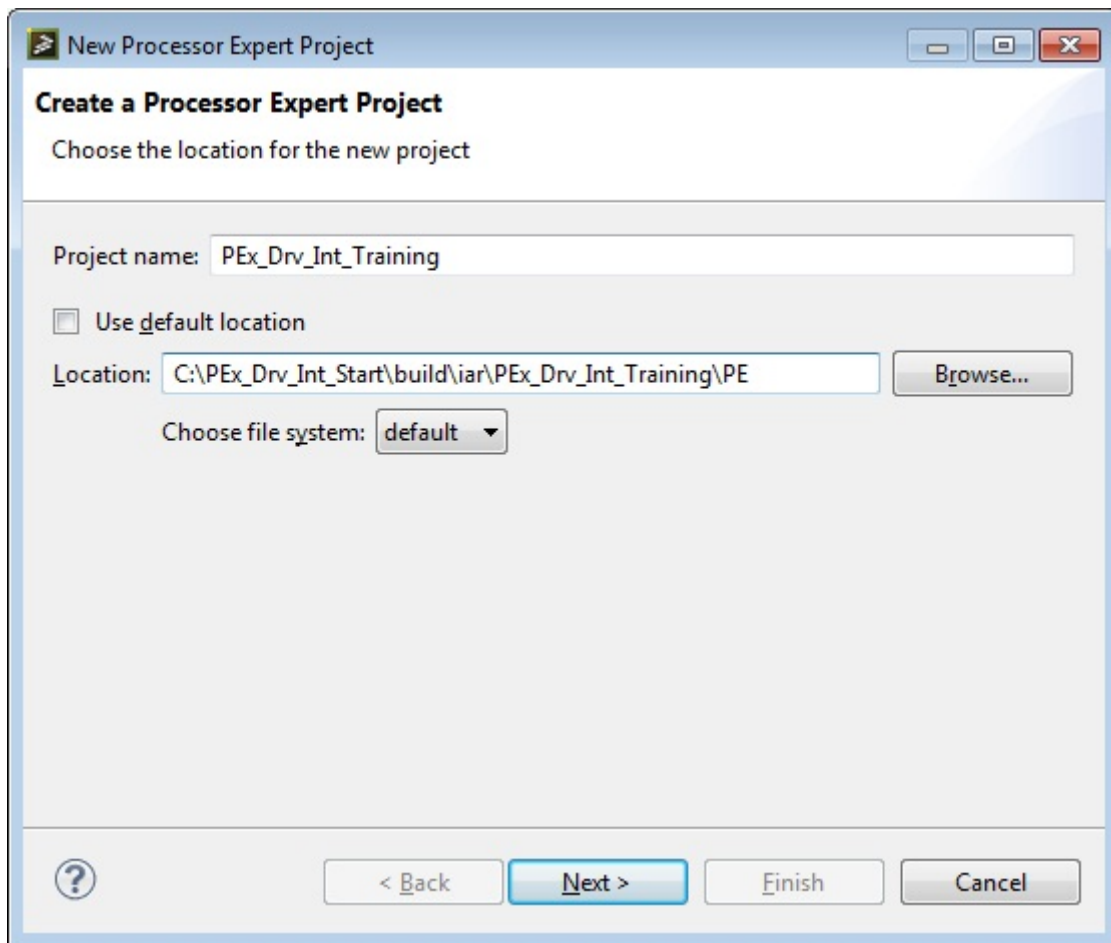 New Processor Expert Project
Create a Processor Expert Project
Choose the location for the new project
Project name: PEx_Drv_Int_Training
Use default location
Location: C:\PEx_Drv_Int_Start\build\iar\PEx_Drv_Int_Training\PE Browse...
Choose file system: default
? < Back Next > Finish Cancel